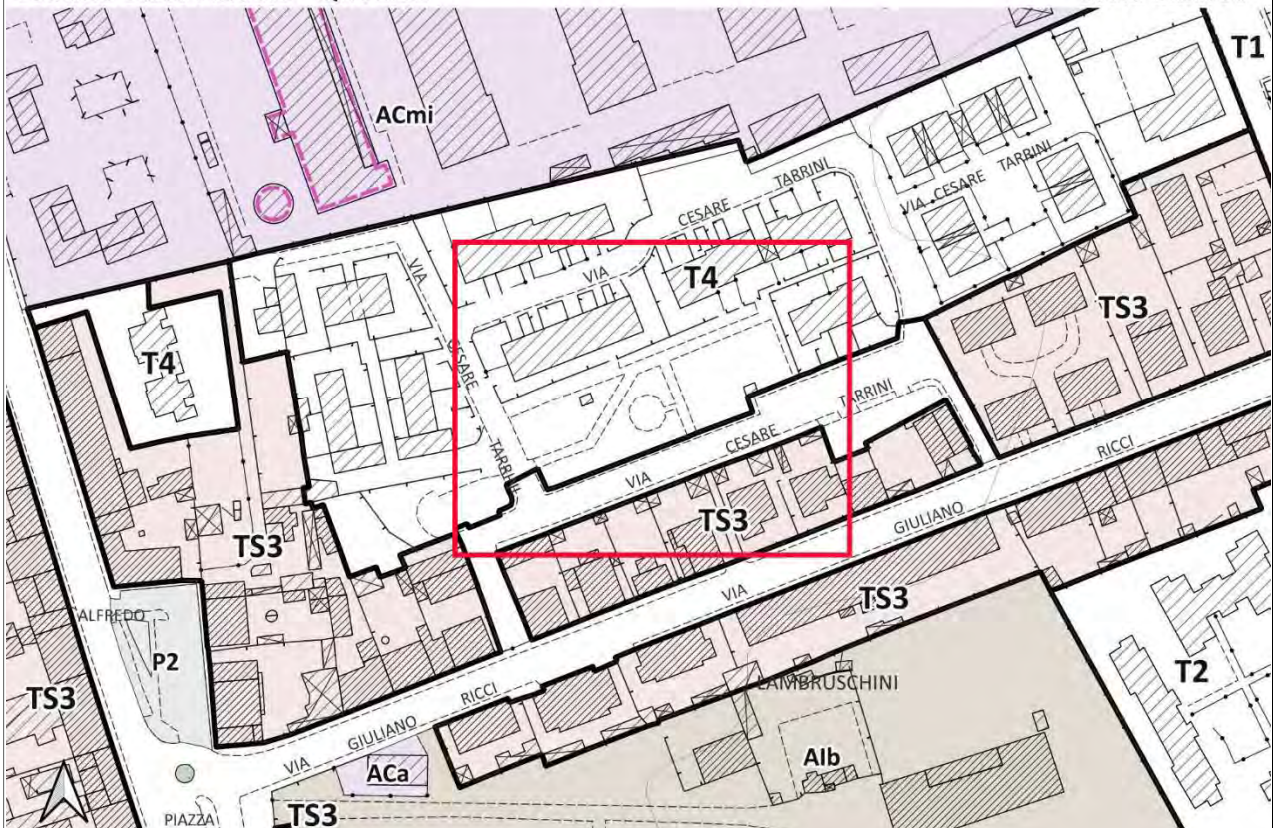 T1
ACmi
TARRINI
CESARE
VIA
VIA CESARE TARRINI
T4
TS3
VIA
CESARE
TARRINI
T4
VIA CESARE TARRINI
RICCI
GIULIANO
VIA
TS3
TS3
TS3
ALFREDO
P2
TS3
RICCI
GIULIANO
VIA
LAMBRUSCHINI
T2
AIb
ACa
PIAZZA
TS3